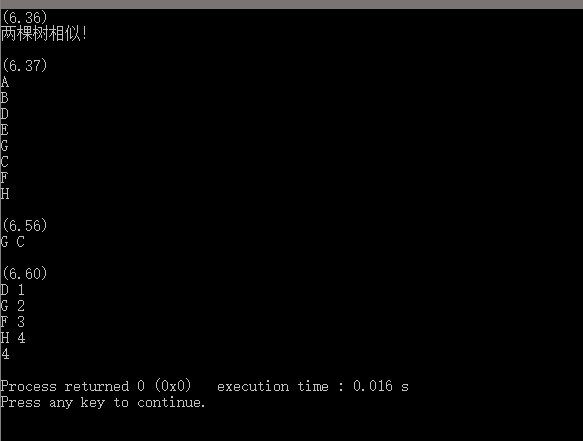 (6.36)
两棵树相似!
(6.37)
A
B
D
E
G
C
F
H
(6.56)
G C
(6.60)
D 1
G 2
F 3
H 4
4
Process returned 0 (0x0)   execution time : 0.016 s
Press any key to continue.